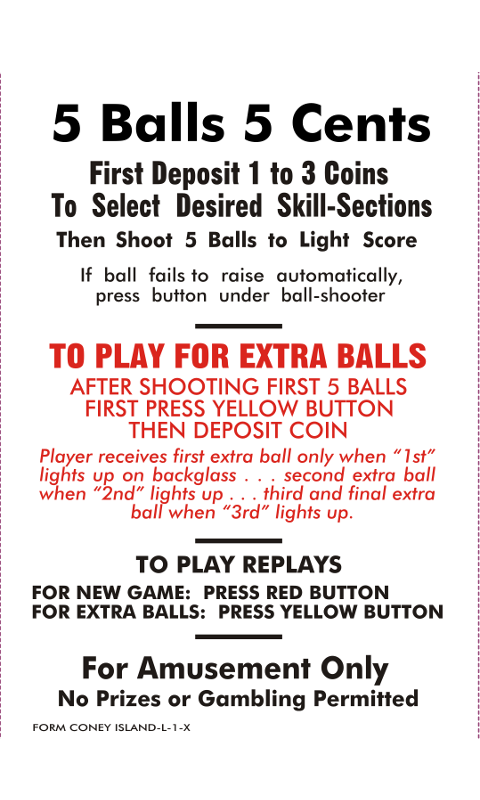 5 Balls 5 Cents
First Deposit 1 to 3 Coins
To Select Desired Skill-Sections
Then Shoot 5 Balls to Light Score
If ball fails to raise automatically,
press button under ball-shooter
TO PLAY FOR EXTRA BALLS
AFTER SHOOTING FIRST 5 BALLS
FIRST PRESS YELLOW BUTTON
THEN DEPOSIT COIN
Player receives first extra ball only when “1st”
lights up on backglass . . . second extra ball
when “2nd” lights up . . . third and final extra
ball when “3rd” lights up.
TO PLAY REPLAYS
FOR NEW GAME: PRESS RED BUTTON
FOR EXTRA BALLS: PRESS YELLOW BUTTON
For Amusement Only
No Prizes or Gambling Permitted
FORM CONEY ISLAND-L-1-X